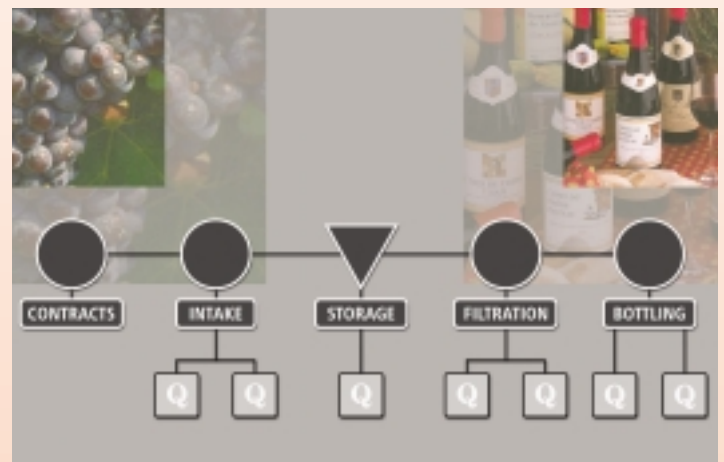 CONTRACTS INTAKE STORAGE FILTRATION BOTTLING
Q Q Q Q Q Q Q